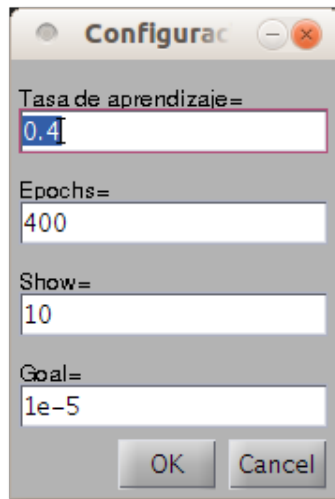 Configurac
Tasa de aprendizaje=
0.4
Epochs=
400
Show=
10
Goal=
1e-5
OK Cancel